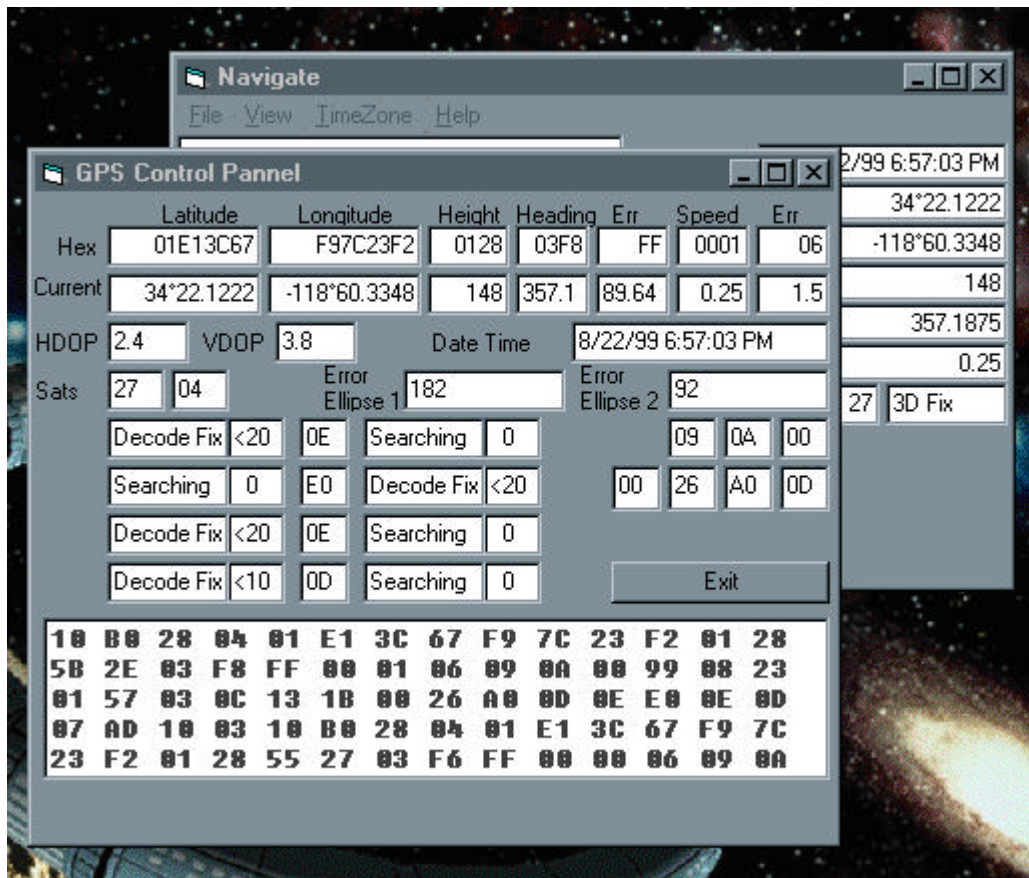 Navigate
File View TimeZone Help
2/99 6:57:03 PM
34°22.1222
-118°60.3348
148
357.1875
0.25
27 3D Fix
GPS Control Pannel
Latitude Longitude Height Heading Err Speed Err
Hex 01E13C67 F97C23F2 0128 03F8 FF 0001 06
Current 34°22.1222 -118°60.3348 148 357.1 89.64 0.25 1.5
HDOP 2.4 VDOP 3.8 Date Time 8/22/99 6:57:03 PM
Sats 27 04 Error Ellipse 1 182 Error Ellipse 2 92
Decode Fix <20 0E Searching 0 09 0A 00
Searching 0 E0 Decode Fix <20 00 26 A0 0D
Decode Fix <20 0E Searching 0
Decode Fix <10 0D Searching 0 Exit
10 B0 28 04 01 E1 3C 67 F9 7C 23 F2 01 28
5B 2E 03 F8 FF 00 01 06 09 0A 00 99 08 23
01 57 03 0C 13 1B 00 26 A0 0D 0E E0 0E 0D
07 AD 10 03 10 B0 28 04 01 E1 3C 67 F9 7C
23 F2 01 28 55 27 03 F6 FF 00 00 06 09 0A